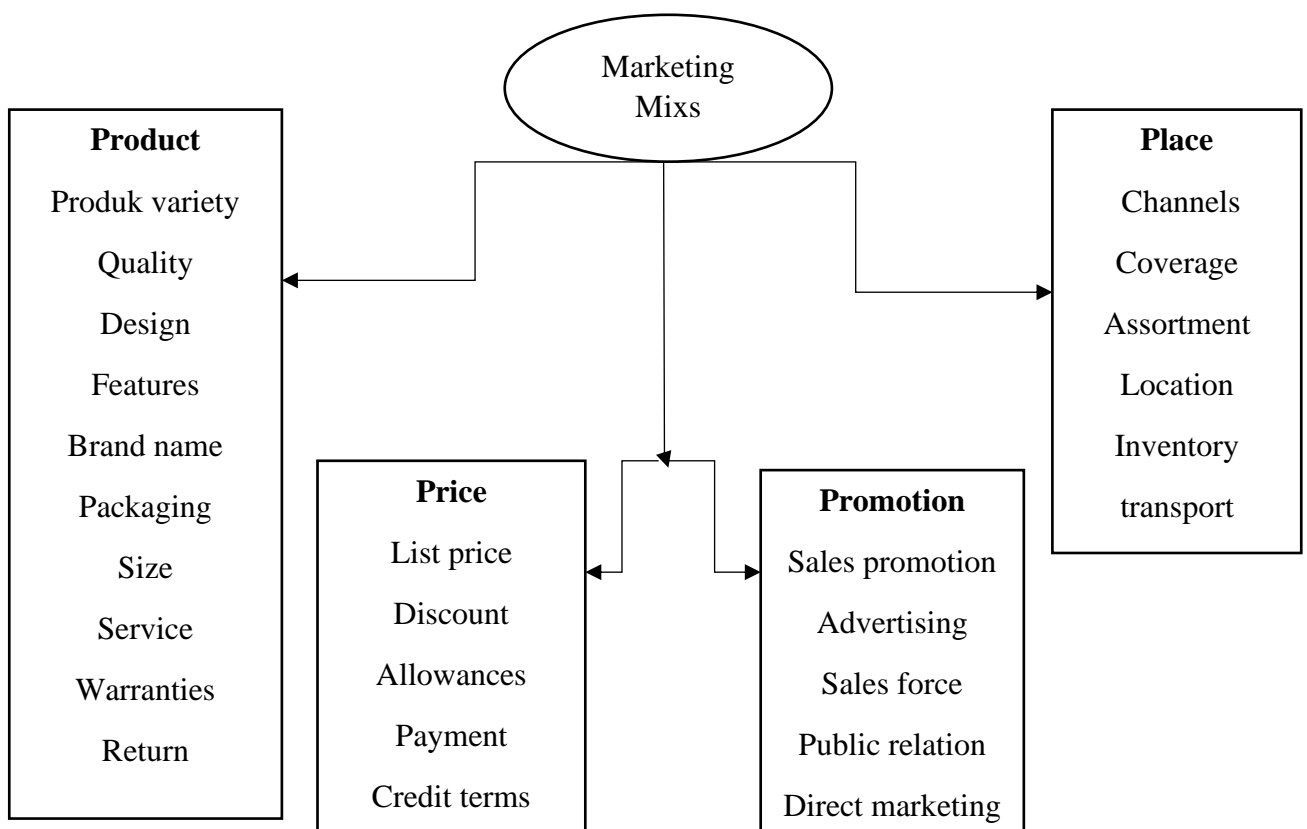 Marketing
Mixs
Product
Produk variety
Quality
Design
Features
Brand name
Packaging
Size
Service
Warranties
Return
Price
List price
Discount
Allowances
Payment
Credit terms
Promotion
Sales promotion
Advertising
Sales force
Public relation
Direct marketing
Place
Channels
Coverage
Assortment
Location
Inventory
transport